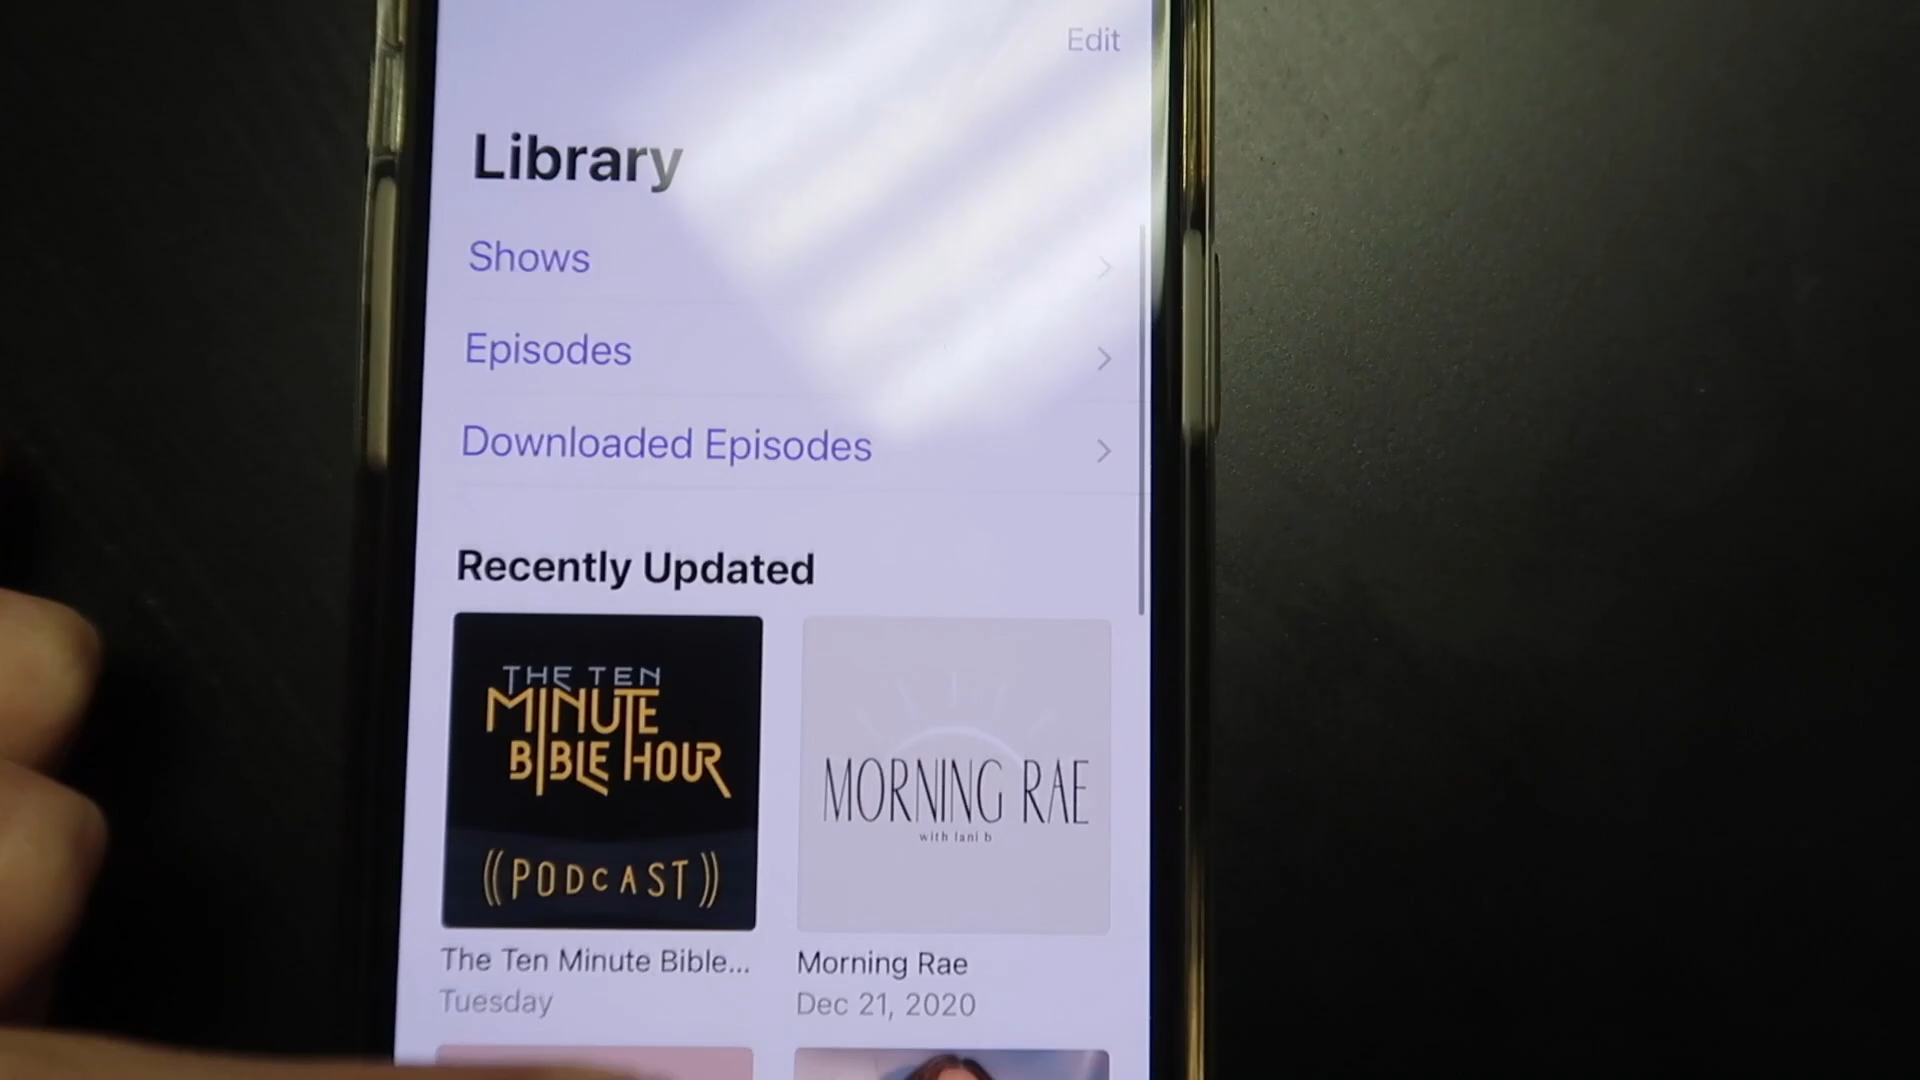 Edit
Library
Shows
Episodes
Downloaded Episodes
Recently Updated
THE TEN
MINUTE
BIBLE HOUR
((PODCAST))
MORNING RAE
with lani b
The Ten Minute Bible...
Tuesday
Morning Rae
Dec 21, 2020